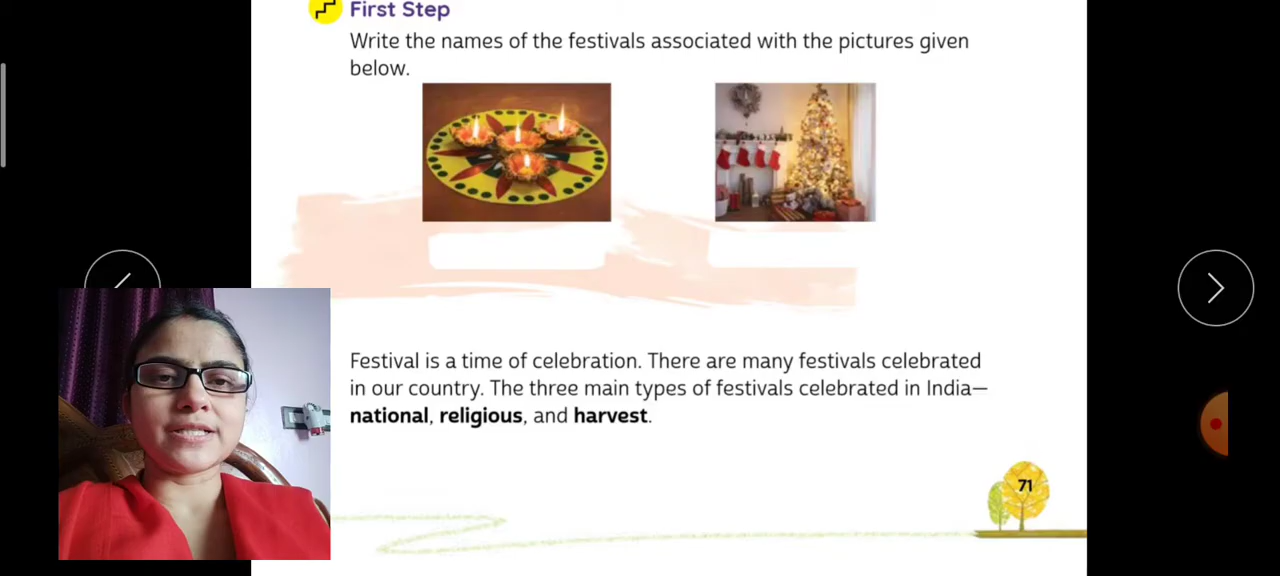 First Step
Write the names of the festivals associated with the pictures given
below.
Festival is a time of celebration. There are many festivals celebrated
in our country. The three main types of festivals celebrated in India—
national, religious, and harvest.
71